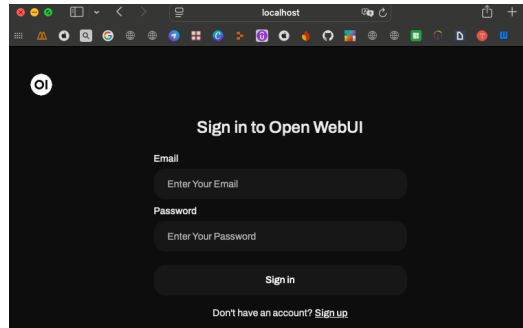 localhost
OI
Sign in to Open WebUI
Email
Enter Your Email
Password
Enter Your Password
Sign in
Don't have an account? Sign up